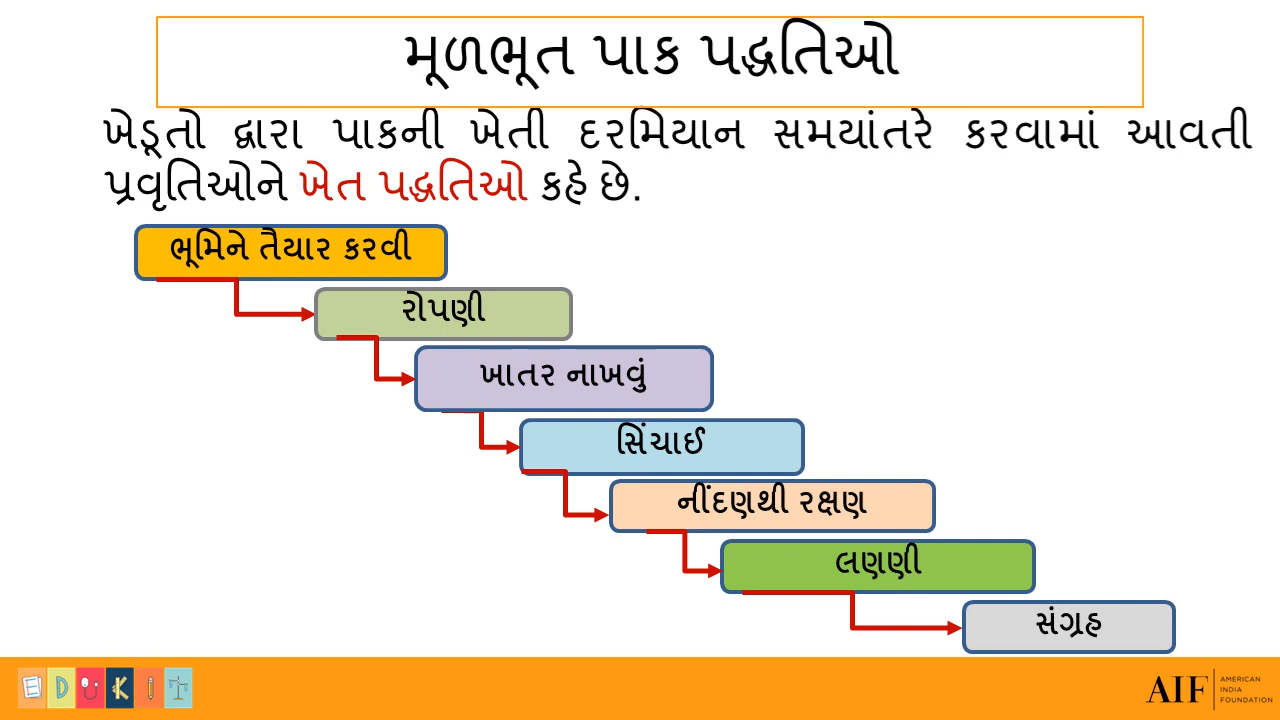 મૂળભૂત પાક પદ્ધતિઓ
ખેડૂતો દ્વારા પાકની ખેતી દરમિયાન સમયાંતરે કરવામાં આવતી
પ્રવૃતિઓને ખેત પદ્ધતિઓ કહે છે.
ભૂમિને તૈયાર કરવી
રોપણી
ખાતર નાખવું
સિંચાઈ
નીંદણથી રક્ષણ
લણણી
સંગ્રહ
EDUKIT
AIF
AMERICAN
INDIA
FOUNDATION